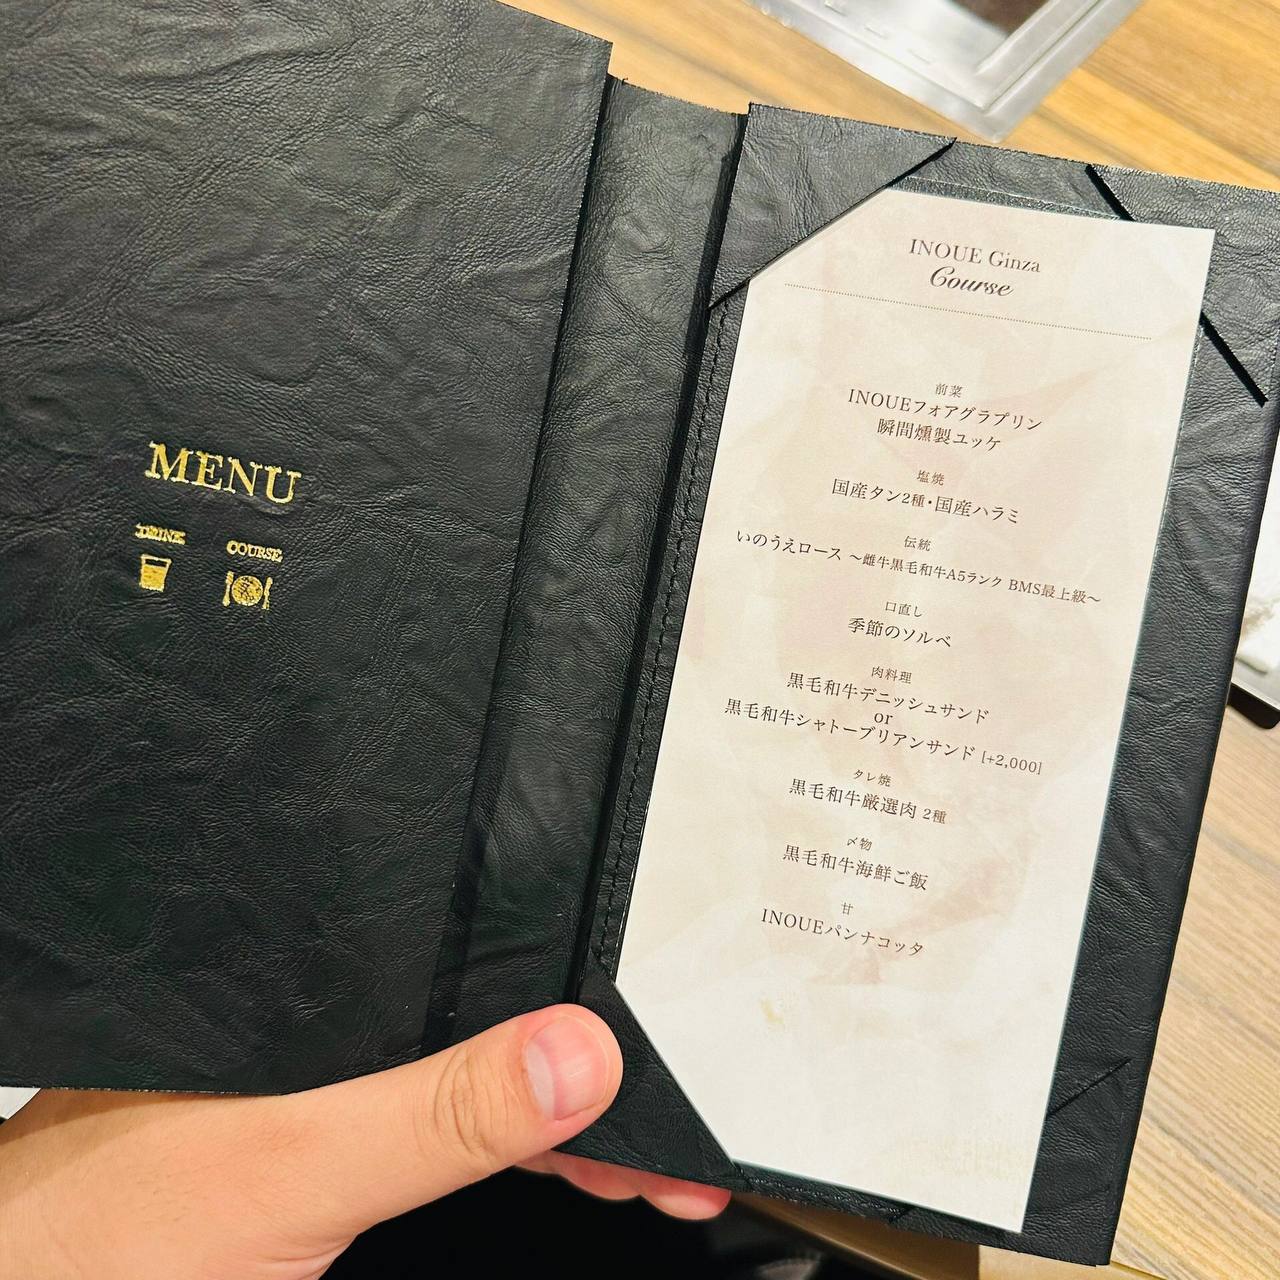 MENU
DRINK
COURSE
INOUE Ginza
Course
前菜
INOUEフォアグラプリン
瞬間燻製ユッケ
塩焼
国産タン2種・国産ハラミ
伝統
いのうえロース 〜雌牛黒毛和牛A5ランク BMS最上級〜
口直し
季節のソルベ
肉料理
黒毛和牛デニッシュサンド
or
黒毛和牛シャトーブリアンサンド [+2,000]
タレ焼
黒毛和牛厳選肉 2種
〆物
黒毛和牛海鮮ご飯
甘
INOUEパンナコッタ